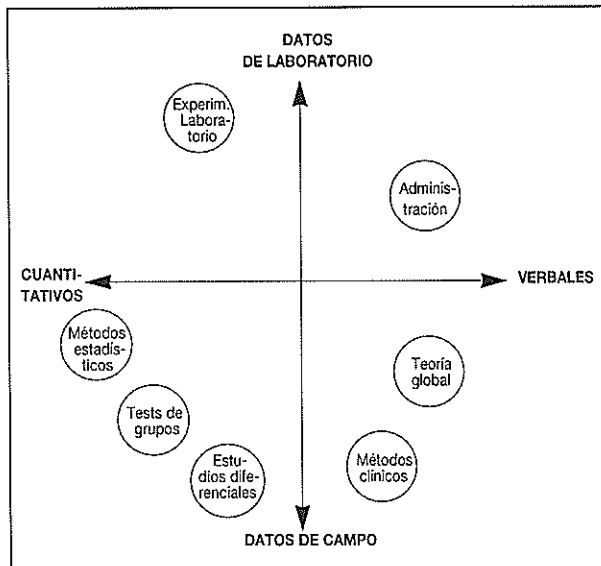 DATOS
DE LABORATORIO
Experim.
Labora-
torio
Adminis-
tración
CUANTI-
TATIVOS
VERBALES
Métodos
estadís-
ticos
Teoría
global
Tests de
grupos
Estu-
dios dife-
renciales
Métodos
clínicos
DATOS DE CAMPO